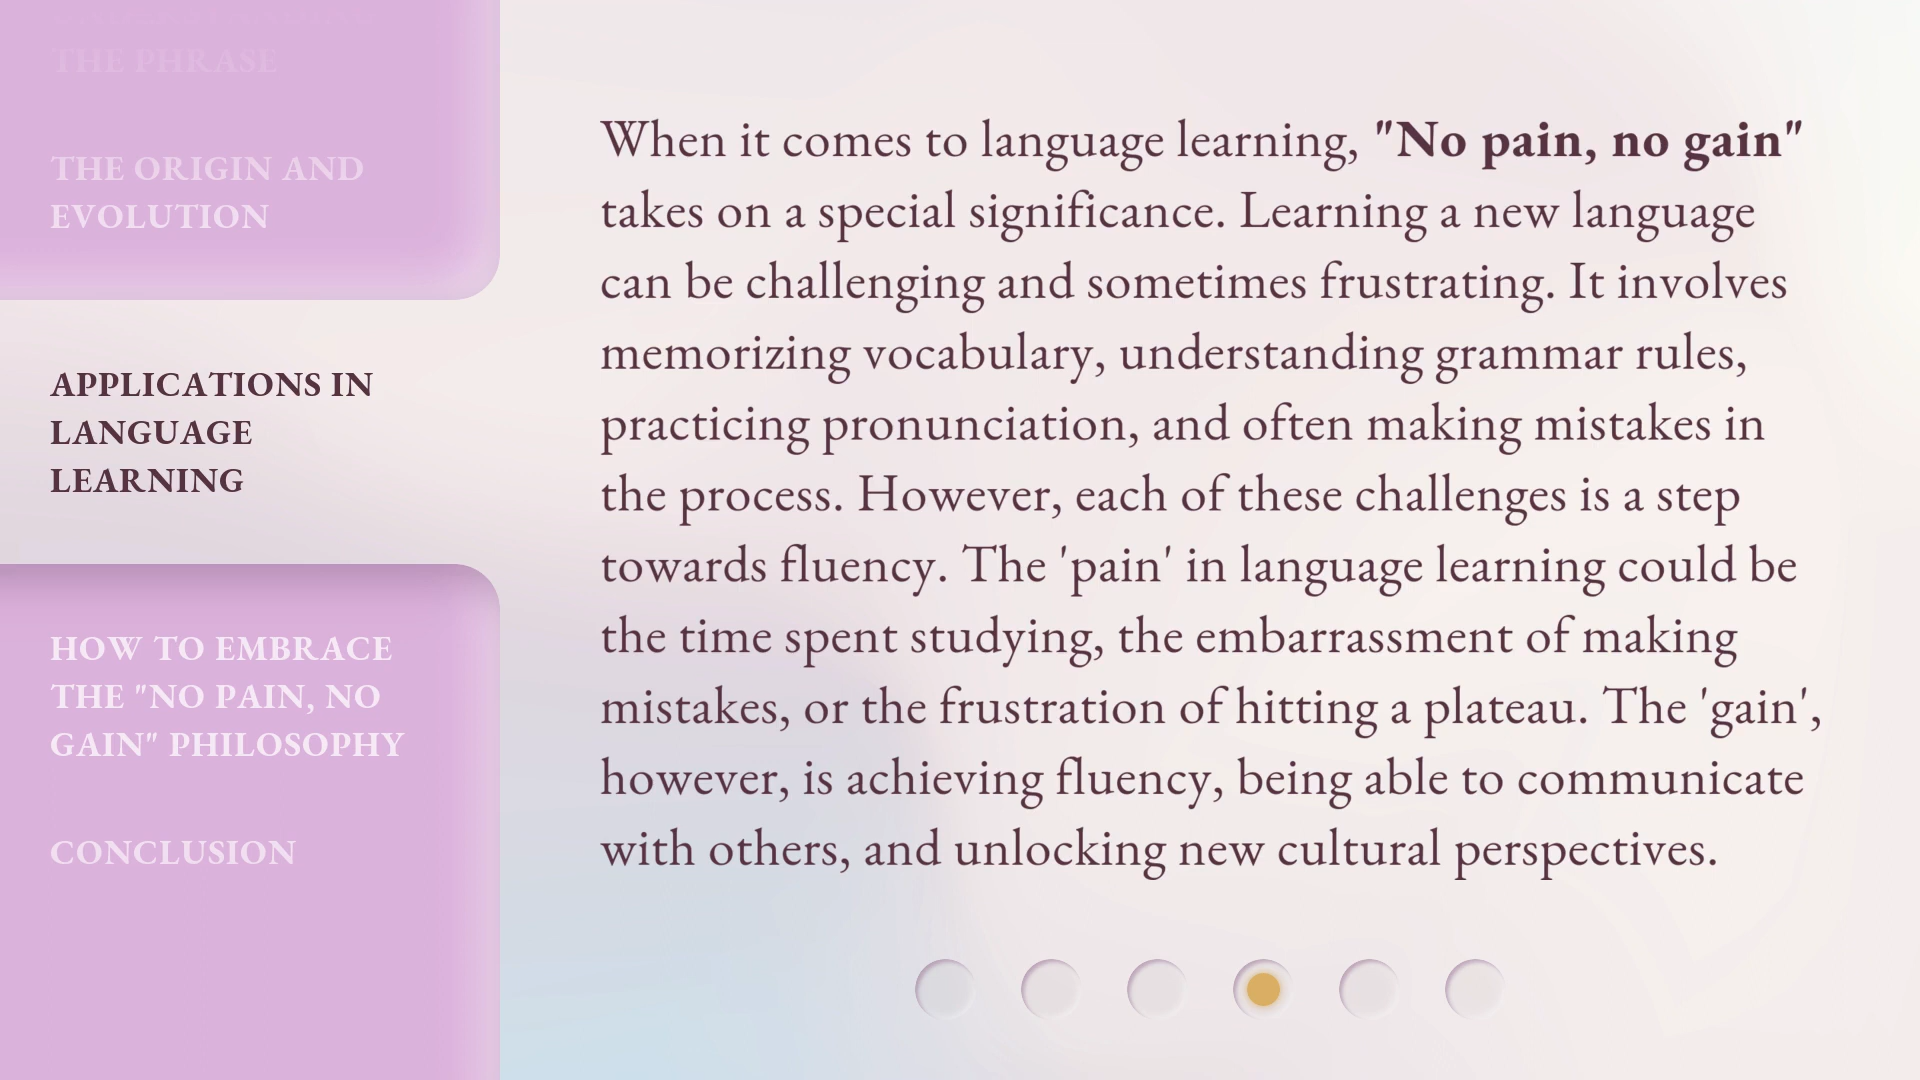 THE PHRASE
THE ORIGIN AND
EVOLUTION
APPLICATIONS IN
LANGUAGE
LEARNING
HOW TO EMBRACE
THE "NO PAIN, NO
GAIN" PHILOSOPHY
CONCLUSION
When it comes to language learning, "No pain, no gain"
takes on a special significance. Learning a new language
can be challenging and sometimes frustrating. It involves
memorizing vocabulary, understanding grammar rules,
practicing pronunciation, and often making mistakes in
the process. However, each of these challenges is a step
towards fluency. The 'pain' in language learning could be
the time spent studying, the embarrassment of making
mistakes, or the frustration of hitting a plateau. The 'gain',
however, is achieving fluency, being able to communicate
with others, and unlocking new cultural perspectives.